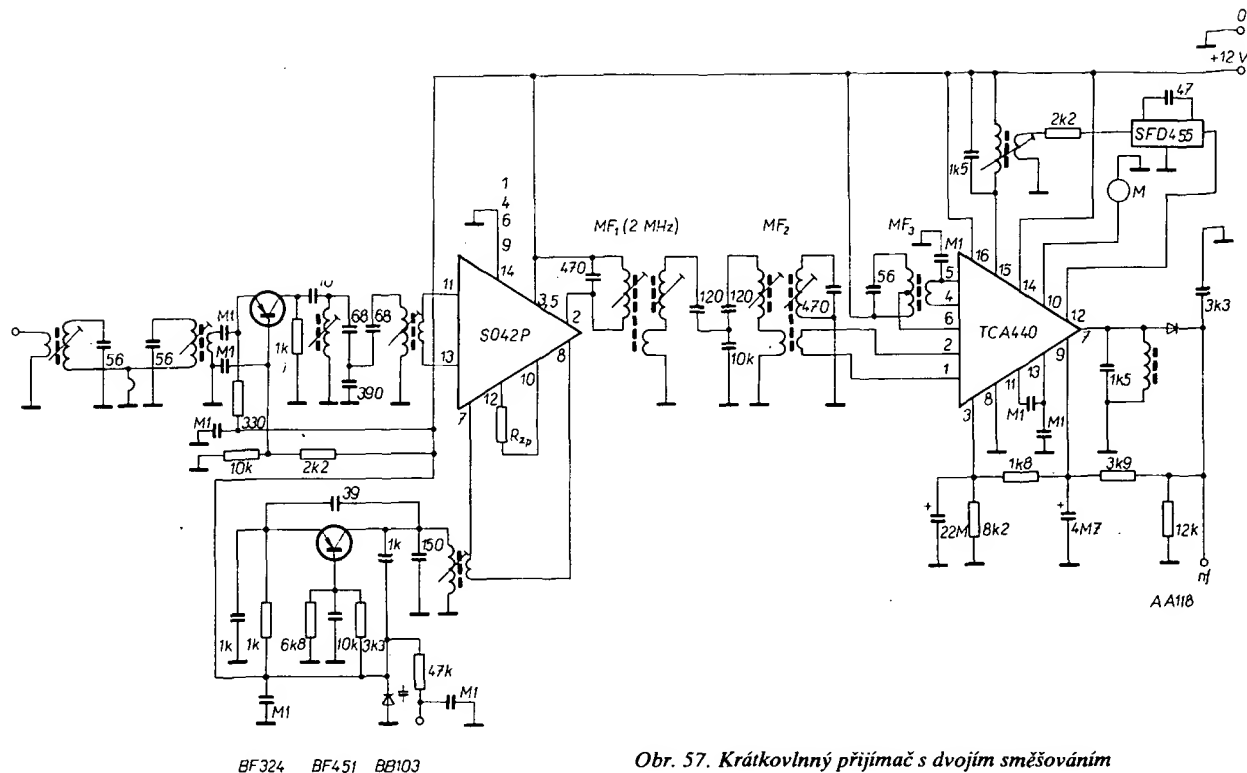 0
+12 V
47
2k2
SFD455
1k5
M
1
4
6
9
14
MF₁ (2 MHz)
MF₂
MF₃
M1
16
15
14
11
470
3,5
2
8
S042P
13
10
12
7
Rzp
120
120
10k
470
56
5
4
6
2
1
TCA440
10
12
7
9
13
11
8
3
M1
M1
1k5
3k3
56
56
M1
M1
1k
68
68
390
330
M1
10k
2k2
39
1k
150
1k
1k
6k8
10k
3k3
47k
M1
M1
1k8
3k9
+
22M
8k2
+
4M7
12k
nf
AA118
BF324 BF451 BB103
Obr. 57. Krátkovlnný přijímač s dvojím směšováním